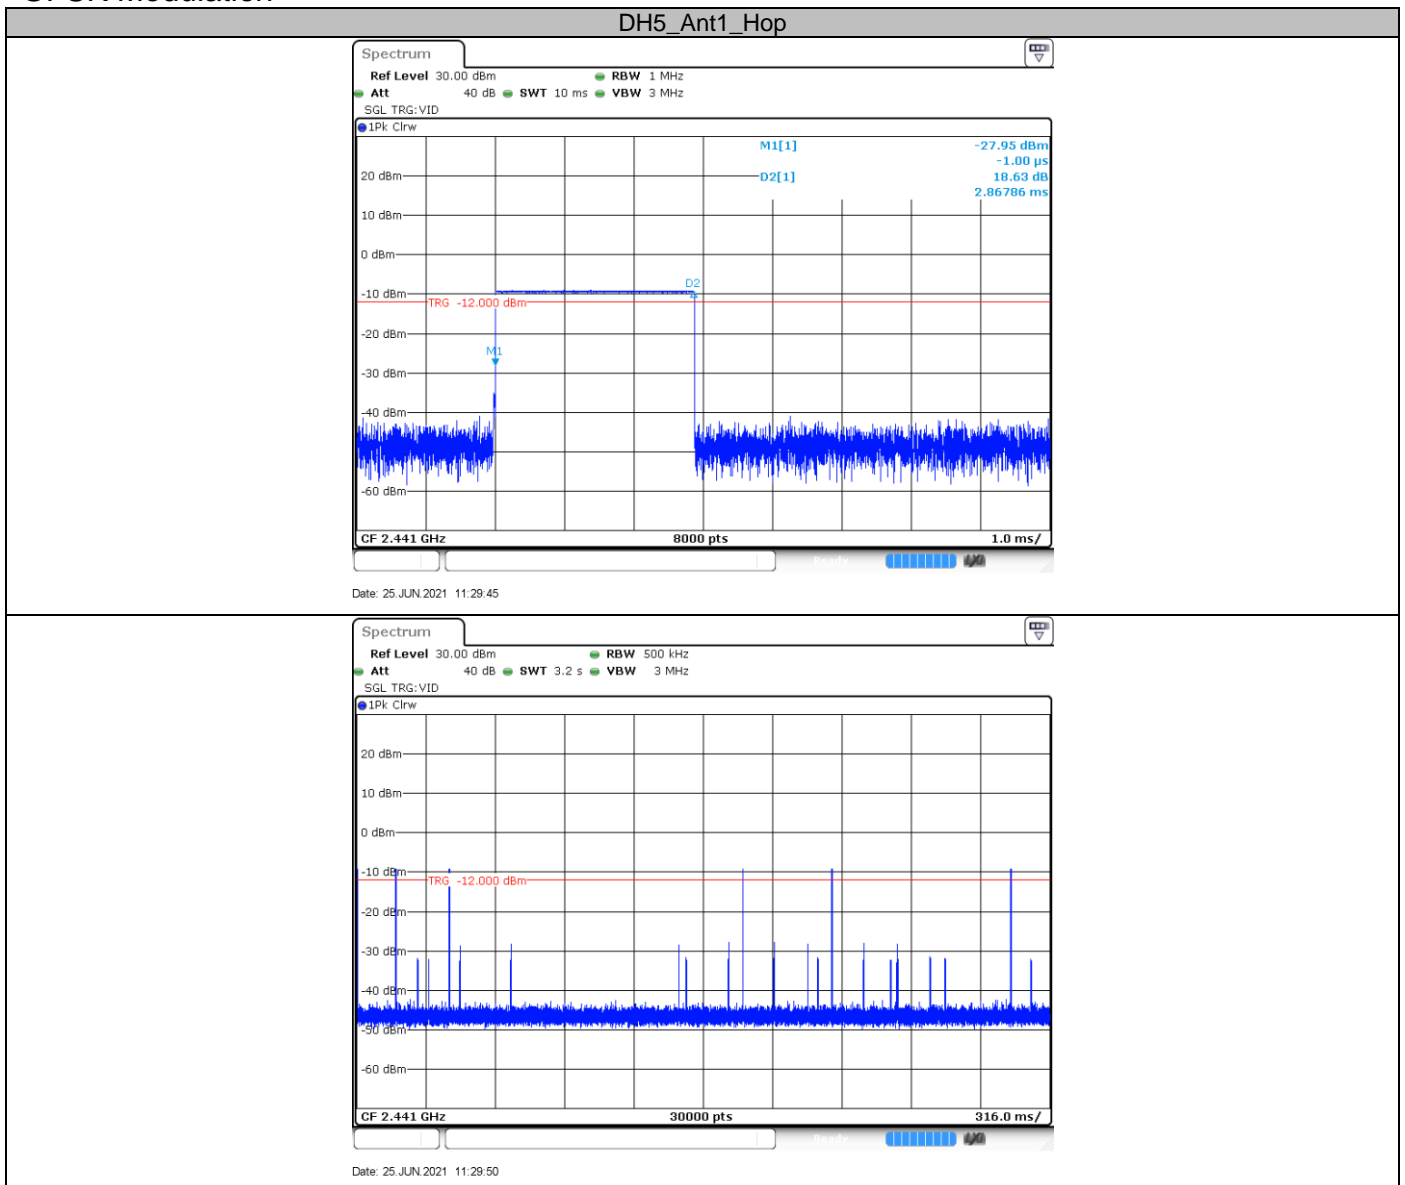 DH5_Ant1_Hop
Spectrum
Ref Level 30.00 dBm RBW 1 MHz
Att 40 dB SWT 10 ms VBW 3 MHz
SGL TRG:VID
1Pk Clrw
M1[1] -27.95 dBm
-1.00 µs
20 dBm D2[1] 18.63 dB
2.86786 ms
10 dBm
0 dBm
D2
-10 dBm
TRG -12.000 dBm
-20 dBm
M1
-30 dBm
-40 dBm
-60 dBm
CF 2.441 GHz 8000 pts 1.0 ms/
Ready
Date: 25.JUN.2021 11:29:45
Spectrum
Ref Level 30.00 dBm RBW 500 kHz
Att 40 dB SWT 3.2 s VBW 3 MHz
SGL TRG:VID
1Pk Clrw
20 dBm
10 dBm
0 dBm
-10 dBm
TRG -12.000 dBm
-20 dBm
-30 dBm
-40 dBm
-50 dBm
-60 dBm
CF 2.441 GHz 30000 pts 316.0 ms/
Ready
Date: 25.JUN.2021 11:29:50